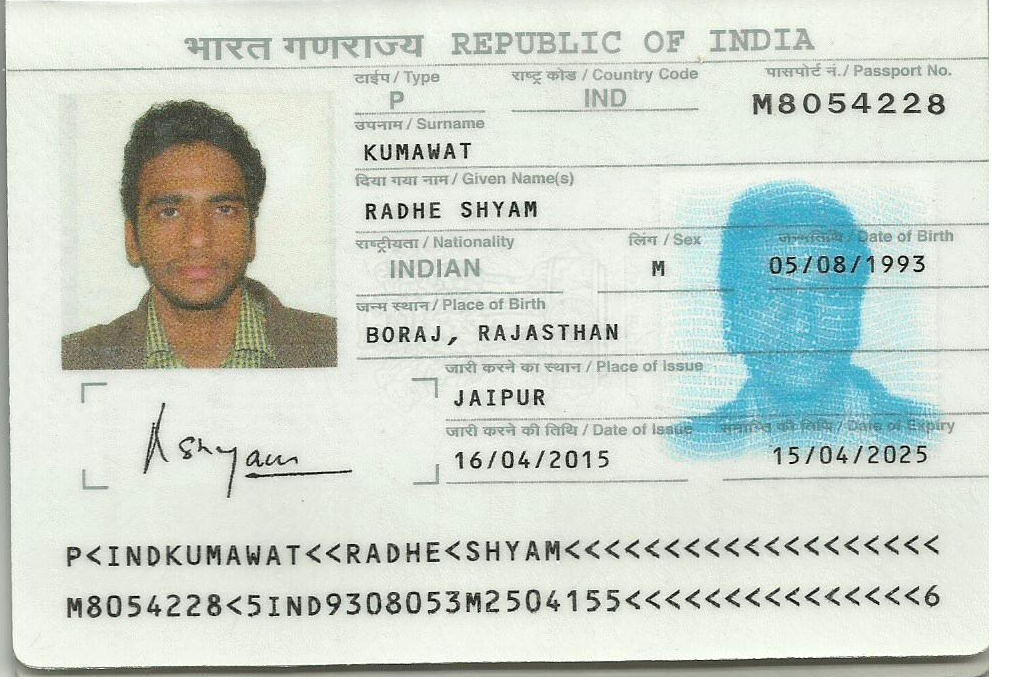 भारत गणराज्य REPUBLIC OF INDIA
टाईप / Type राष्ट्र कोड / Country Code पासपोर्ट नं./ Passport No.
P IND M8054228
उपनाम / Surname
KUMAWAT
दिया गया नाम / Given Name(s)
RADHE SHYAM
राष्ट्रीयता / Nationality लिंग / Sex जन्मतिथि / Date of Birth
INDIAN M 05/08/1993
जन्म स्थान / Place of Birth
BORAJ, RAJASTHAN
जारी करने का स्थान / Place of Issue
JAIPUR
जारी करने की तिथि / Date of Issue समाप्ति की तिथि / Date of Expiry
16/04/2015 15/04/2025
Rshyam
P<INDKUMAWAT<<RADHE<SHYAM<<<<<<<<<<<<<<<<<<<
M8054228<5IND9308053M2504155<<<<<<<<<<<<<<<6